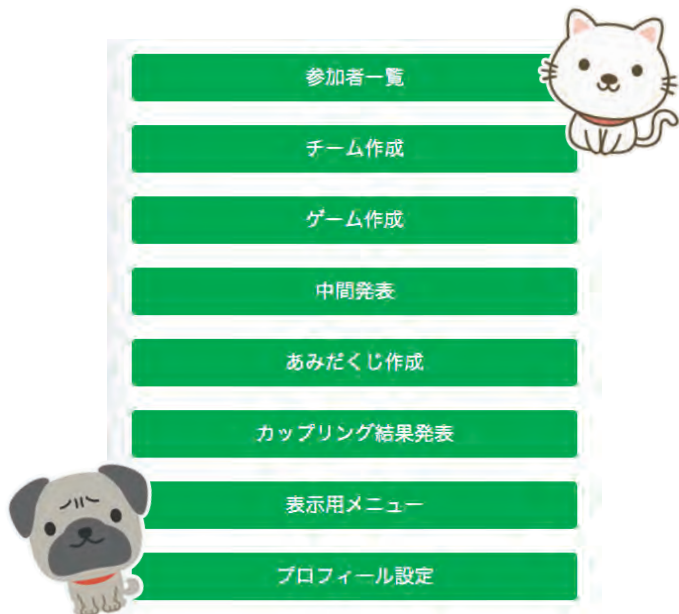 参加者一覧
チーム作成
ゲーム作成
中間発表
あみだくじ作成
カップリング結果発表
表示用メニュー
プロフィール設定